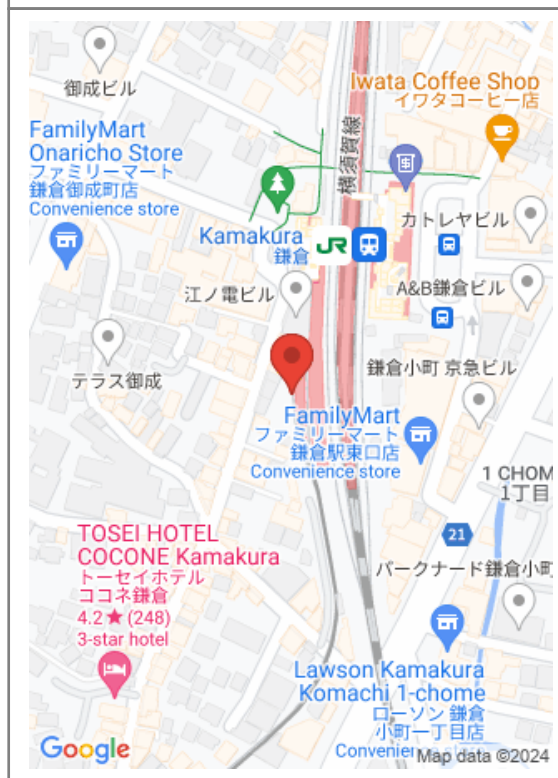 御成ビル
Iwata Coffee Shop
イワタコーヒー店
FamilyMart
Onaricho Store
ファミリーマート
鎌倉御成町店
Convenience store
横須賀線
カトレヤビル
Kamakura
鎌倉
JR
江ノ電ビル
A&B鎌倉ビル
テラス御成
鎌倉小町 京急ビル
FamilyMart
ファミリーマート
鎌倉駅東口店
Convenience store
1 CHOM
1丁目
21
TOSEI HOTEL
COCONE Kamakura
トーセイホテル
ココネ鎌倉
4.2★(248)
3-star hotel
パークナード鎌倉小町
Lawson Kamakura
Komachi 1-chome
ローソン 鎌倉
小町一丁目店
Google
Map data ©2024